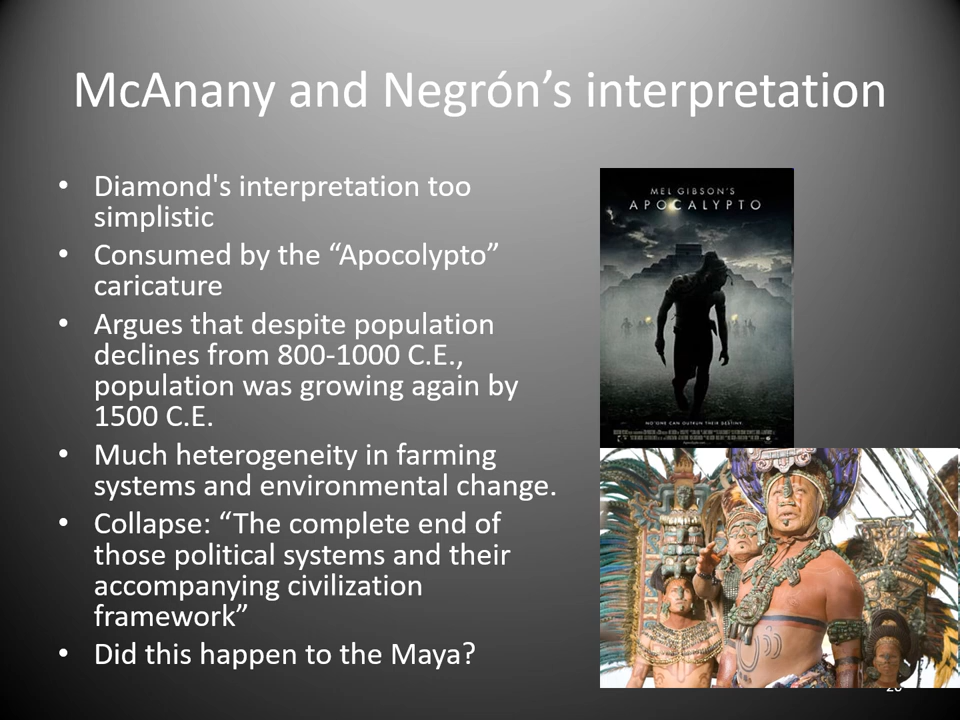 McAnany and Negrón’s interpretation
• Diamond's interpretation too
simplistic
• Consumed by the “Apocolypto”
caricature
• Argues that despite population
declines from 800-1000 C.E.,
population was growing again by
1500 C.E.
• Much heterogeneity in farming
systems and environmental change.
• Collapse: “The complete end of
those political systems and their
accompanying civilization
framework”
• Did this happen to the Maya?
MEL GIBSON'S
APOCALYPTO
NO ONE CAN OUTRUN THEIR DESTINY.